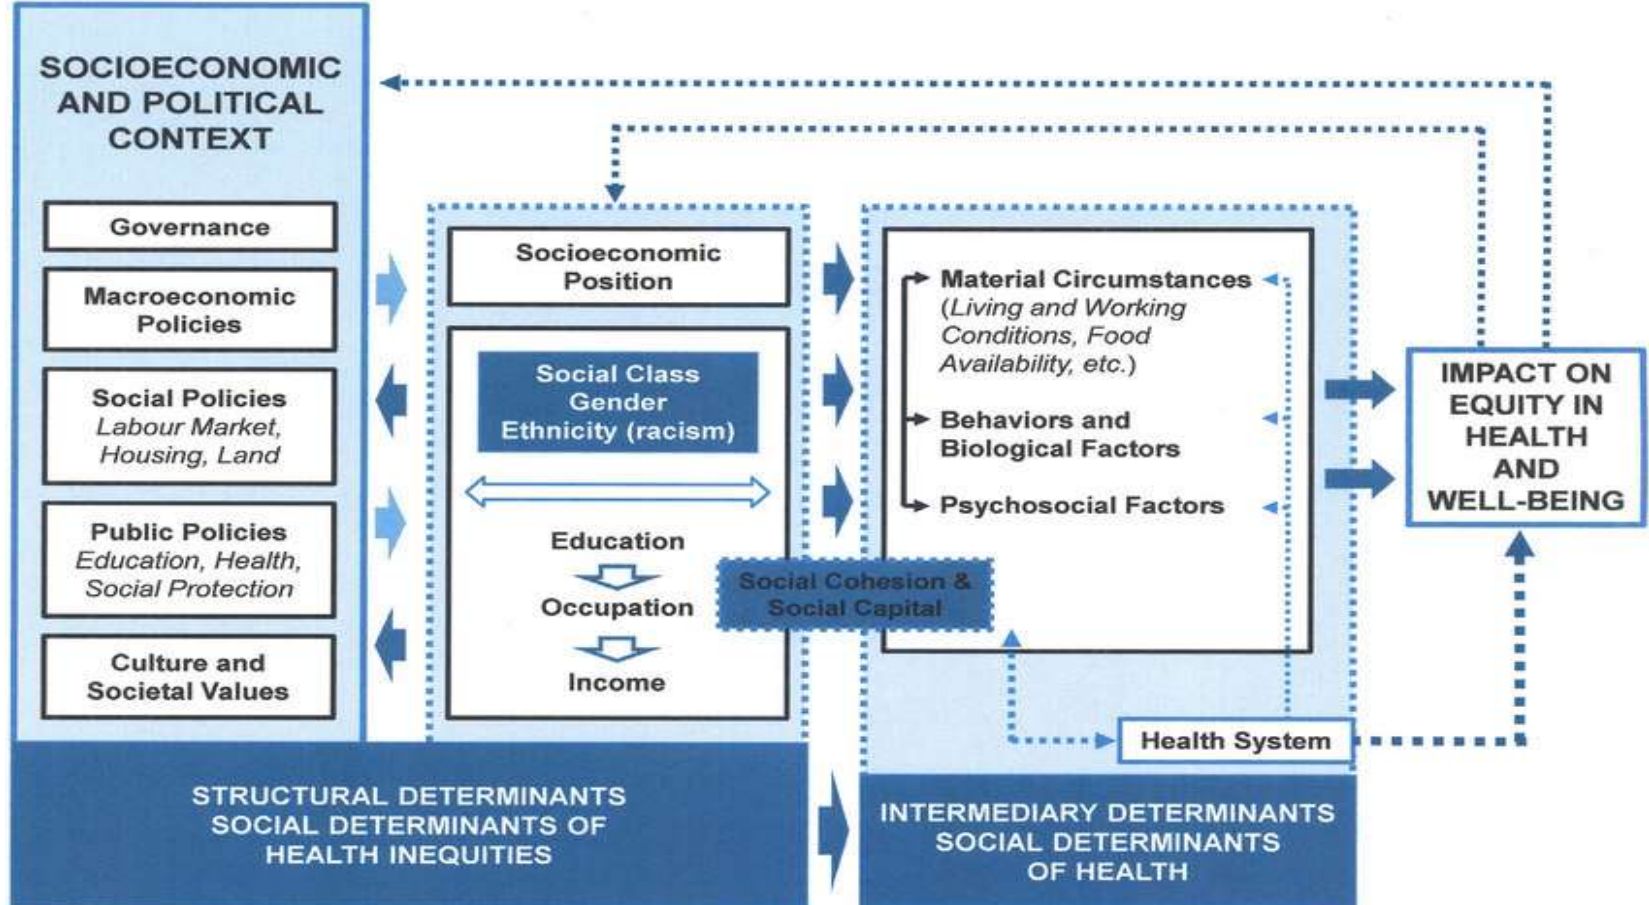 SOCIOECONOMIC
AND POLITICAL
CONTEXT
Governance
Macroeconomic
Policies
Social Policies
Labour Market,
Housing, Land
Public Policies
Education, Health,
Social Protection
Culture and
Societal Values
Socioeconomic
Position
Social Class
Gender
Ethnicity (racism)
Education
Occupation
Income
Social Cohesion &
Social Capital
Material Circumstances
(Living and Working
Conditions, Food
Availability, etc.)
Behaviors and
Biological Factors
Psychosocial Factors
Health System
IMPACT ON
EQUITY IN
HEALTH
AND
WELL-BEING
STRUCTURAL DETERMINANTS
SOCIAL DETERMINANTS OF
HEALTH INEQUITIES
INTERMEDIARY DETERMINANTS
SOCIAL DETERMINANTS
OF HEALTH